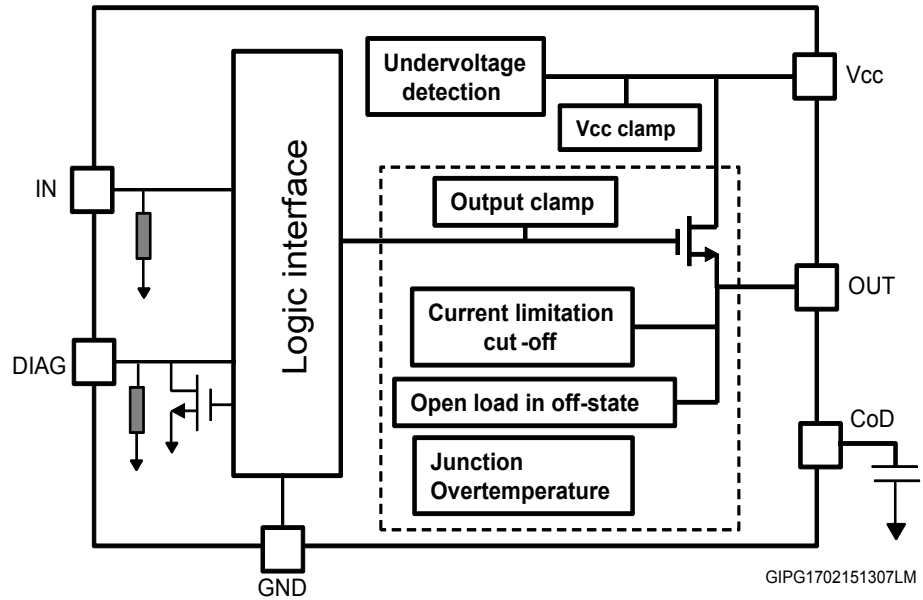 Undervoltage
detection
Vcc
Vcc clamp
IN
Logic interface
Output clamp
OUT
Current limitation
cut -off
DIAG
Open load in off-state
CoD
Junction
Overtemperature
GND
GIPG1702151307LM